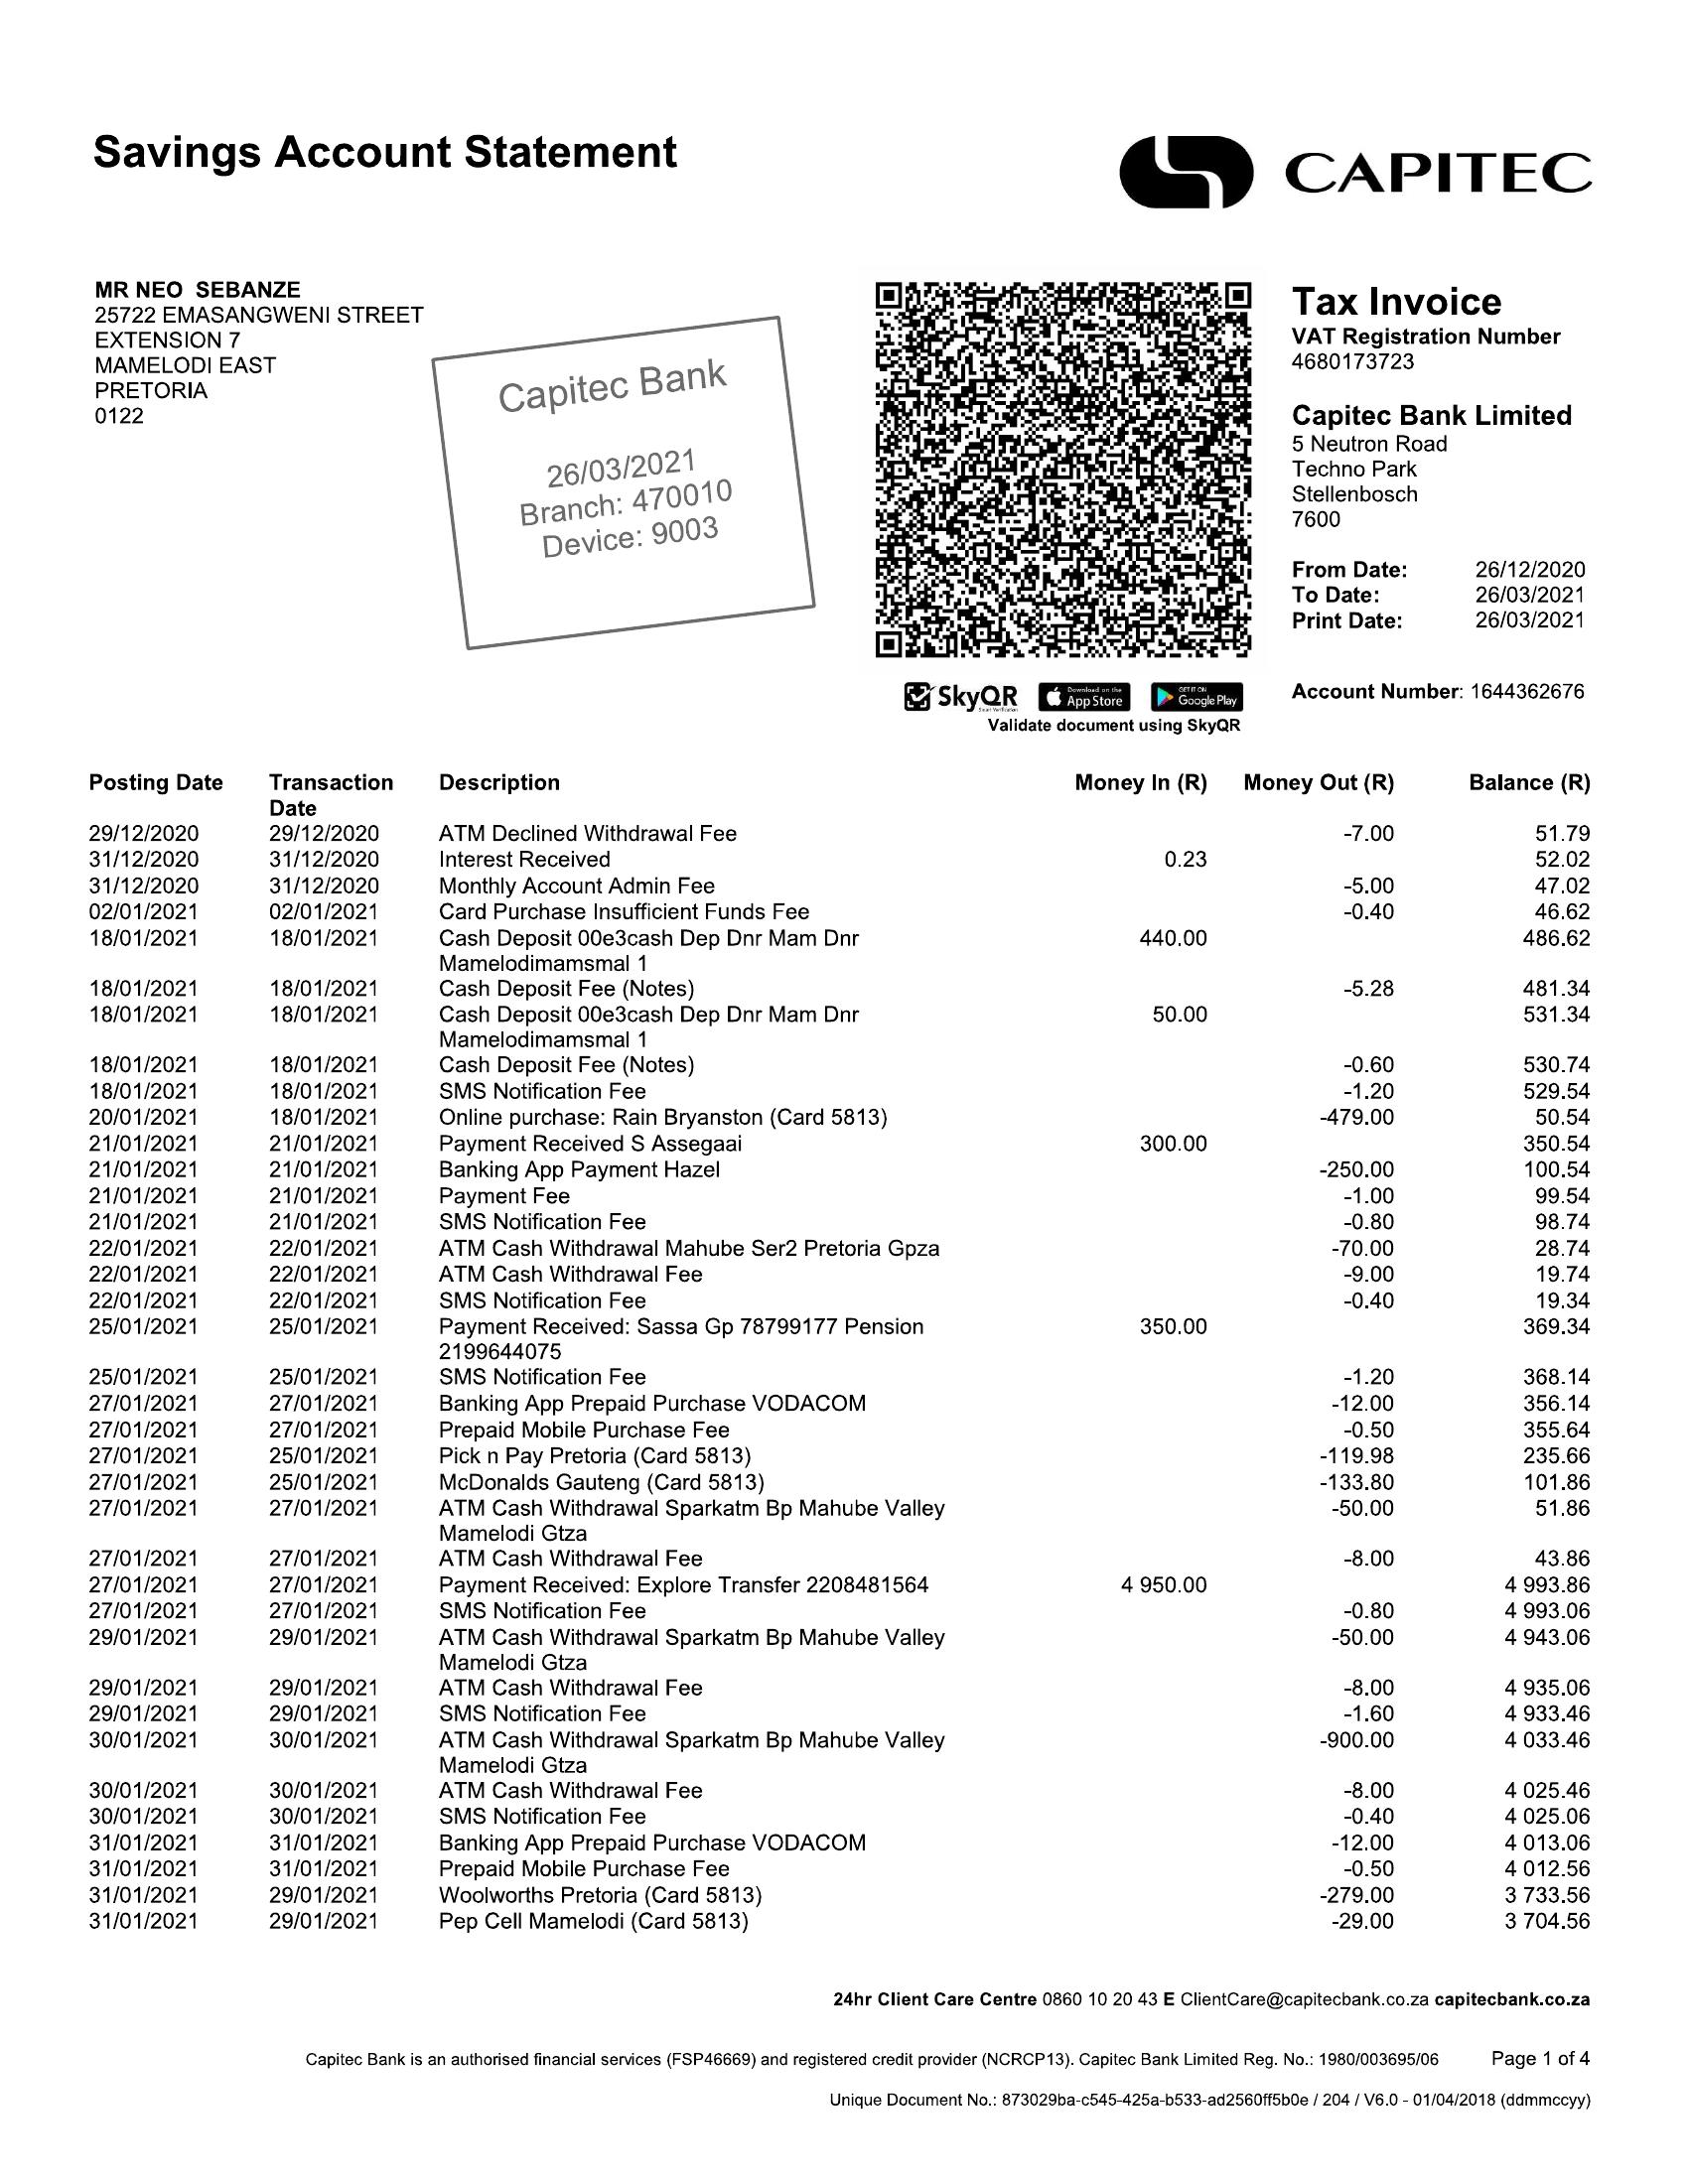 Savings Account Statement
CAPITEC
MR NEO  SEBANZE
25722 EMASANGWENI STREET
EXTENSION 7
MAMELODI EAST
PRETORIA
0122
Capitec Bank
26/03/2021
Branch: 470010
Device: 9003
SkyQR
Download on the
App Store
GET IT ON
Google Play
Validate document using SkyQR
Tax Invoice
VAT Registration Number
4680173723
Capitec Bank Limited
5 Neutron Road
Techno Park
Stellenbosch
7600
From Date: 26/12/2020
To Date: 26/03/2021
Print Date: 26/03/2021
Account Number: 1644362676
Posting Date Transaction Description Money In (R) Money Out (R) Balance (R)
Date
29/12/2020 29/12/2020 ATM Declined Withdrawal Fee -7.00 51.79
31/12/2020 31/12/2020 Interest Received 0.23 52.02
31/12/2020 31/12/2020 Monthly Account Admin Fee -5.00 47.02
02/01/2021 02/01/2021 Card Purchase Insufficient Funds Fee -0.40 46.62
18/01/2021 18/01/2021 Cash Deposit 00e3cash Dep Dnr Mam Dnr 440.00 486.62
Mamelodimamsmal 1
18/01/2021 18/01/2021 Cash Deposit Fee (Notes) -5.28 481.34
18/01/2021 18/01/2021 Cash Deposit 00e3cash Dep Dnr Mam Dnr 50.00 531.34
Mamelodimamsmal 1
18/01/2021 18/01/2021 Cash Deposit Fee (Notes) -0.60 530.74
18/01/2021 18/01/2021 SMS Notification Fee -1.20 529.54
20/01/2021 18/01/2021 Online purchase: Rain Bryanston (Card 5813) -479.00 50.54
21/01/2021 21/01/2021 Payment Received S Assegaai 300.00 350.54
21/01/2021 21/01/2021 Banking App Payment Hazel -250.00 100.54
21/01/2021 21/01/2021 Payment Fee -1.00 99.54
21/01/2021 21/01/2021 SMS Notification Fee -0.80 98.74
22/01/2021 22/01/2021 ATM Cash Withdrawal Mahube Ser2 Pretoria Gpza -70.00 28.74
22/01/2021 22/01/2021 ATM Cash Withdrawal Fee -9.00 19.74
22/01/2021 22/01/2021 SMS Notification Fee -0.40 19.34
25/01/2021 25/01/2021 Payment Received: Sassa Gp 78799177 Pension 350.00 369.34
2199644075
25/01/2021 25/01/2021 SMS Notification Fee -1.20 368.14
27/01/2021 27/01/2021 Banking App Prepaid Purchase VODACOM -12.00 356.14
27/01/2021 27/01/2021 Prepaid Mobile Purchase Fee -0.50 355.64
27/01/2021 25/01/2021 Pick n Pay Pretoria (Card 5813) -119.98 235.66
27/01/2021 25/01/2021 McDonalds Gauteng (Card 5813) -133.80 101.86
27/01/2021 27/01/2021 ATM Cash Withdrawal Sparkatm Bp Mahube Valley -50.00 51.86
Mamelodi Gtza
27/01/2021 27/01/2021 ATM Cash Withdrawal Fee -8.00 43.86
27/01/2021 27/01/2021 Payment Received: Explore Transfer 2208481564 4 950.00 4 993.86
27/01/2021 27/01/2021 SMS Notification Fee -0.80 4 993.06
29/01/2021 29/01/2021 ATM Cash Withdrawal Sparkatm Bp Mahube Valley -50.00 4 943.06
Mamelodi Gtza
29/01/2021 29/01/2021 ATM Cash Withdrawal Fee -8.00 4 935.06
29/01/2021 29/01/2021 SMS Notification Fee -1.60 4 933.46
30/01/2021 30/01/2021 ATM Cash Withdrawal Sparkatm Bp Mahube Valley -900.00 4 033.46
Mamelodi Gtza
30/01/2021 30/01/2021 ATM Cash Withdrawal Fee -8.00 4 025.46
30/01/2021 30/01/2021 SMS Notification Fee -0.40 4 025.06
31/01/2021 31/01/2021 Banking App Prepaid Purchase VODACOM -12.00 4 013.06
31/01/2021 31/01/2021 Prepaid Mobile Purchase Fee -0.50 4 012.56
31/01/2021 29/01/2021 Woolworths Pretoria (Card 5813) -279.00 3 733.56
31/01/2021 29/01/2021 Pep Cell Mamelodi (Card 5813) -29.00 3 704.56
24hr Client Care Centre 0860 10 20 43 E ClientCare@capitecbank.co.za capitecbank.co.za
Capitec Bank is an authorised financial services (FSP46669) and registered credit provider (NCRCP13). Capitec Bank Limited Reg. No.: 1980/003695/06 Page 1 of 4
Unique Document No.: 873029ba-c545-425a-b533-ad2560ff5b0e / 204 / V6.0 - 01/04/2018 (ddmmccyy)